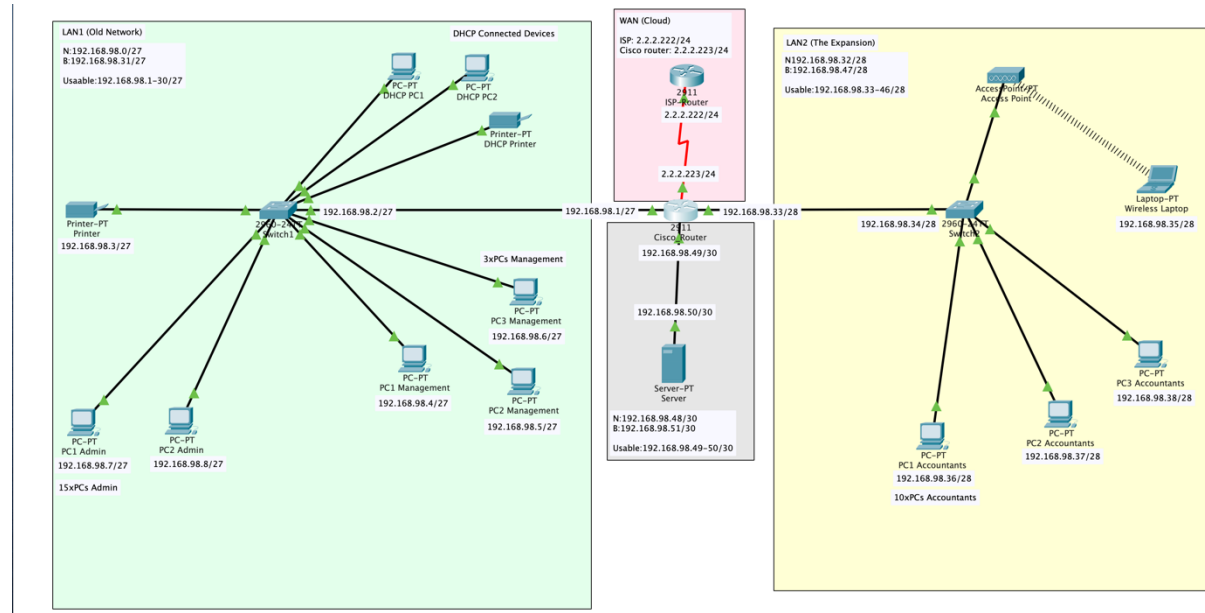 LAN1 (Old Network)
N:192.168.98.0/27
B:192.168.98.31/27
Usaable:192.168.98.1-30/27
DHCP Connected Devices
PC-PT
DHCP PC1
PC-PT
DHCP PC2
Printer-PT
DHCP Printer
Printer-PT
Printer
192.168.98.3/27
2960-24TT
Switch1
192.168.98.2/27
192.168.98.1/27
3xPCs Management
PC-PT
PC3 Management
192.168.98.6/27
PC-PT
PC1 Management
192.168.98.4/27
PC-PT
PC2 Management
192.168.98.5/27
PC-PT
PC1 Admin
192.168.98.7/27
15xPCs Admin
PC-PT
PC2 Admin
192.168.98.8/27
WAN (Cloud)
ISP: 2.2.2.222/24
Cisco router: 2.2.2.223/24
2911
ISP-Router
2.2.2.222/24
2.2.2.223/24
2911
Cisco Router
192.168.98.33/28
192.168.98.49/30
192.168.98.50/30
Server-PT
Server
N:192.168.98.48/30
B:192.168.98.51/30
Usable:192.168.98.49-50/30
LAN2 (The Expansion)
N192.168.98.32/28
B:192.168.98.47/28
Usable:192.168.98.33-46/28
AccessPoint-PT
Access Point
Laptop-PT
Wireless Laptop
192.168.98.35/28
192.168.98.34/28
2960-24TT
Switch2
PC-PT
PC3 Accountants
192.168.98.38/28
PC-PT
PC2 Accountants
192.168.98.37/28
PC-PT
PC1 Accountants
192.168.98.36/28
10xPCs Accountants